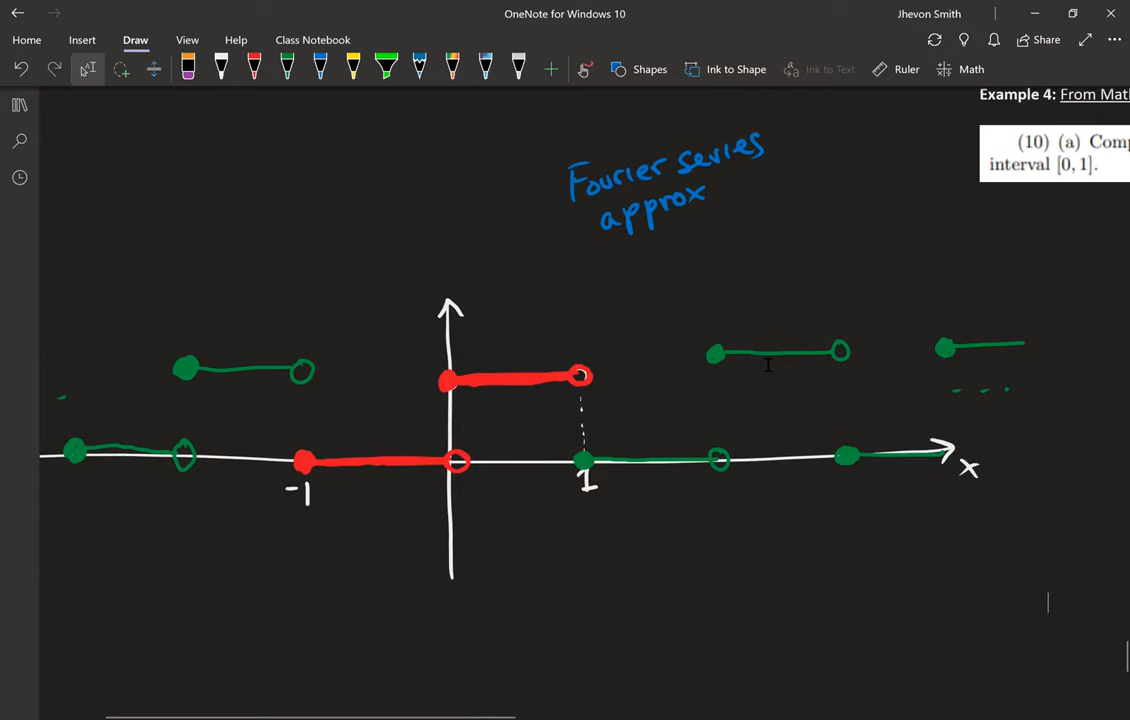 OneNote for Windows 10
Jhevon Smith
Home Insert Draw View Help Class Notebook
Share
Shapes Ink to Shape Ink to Text Ruler Math
Example 4: From Mat
(10) (a) Comp
interval [0, 1].
Fourier series
approx
-1
1
x